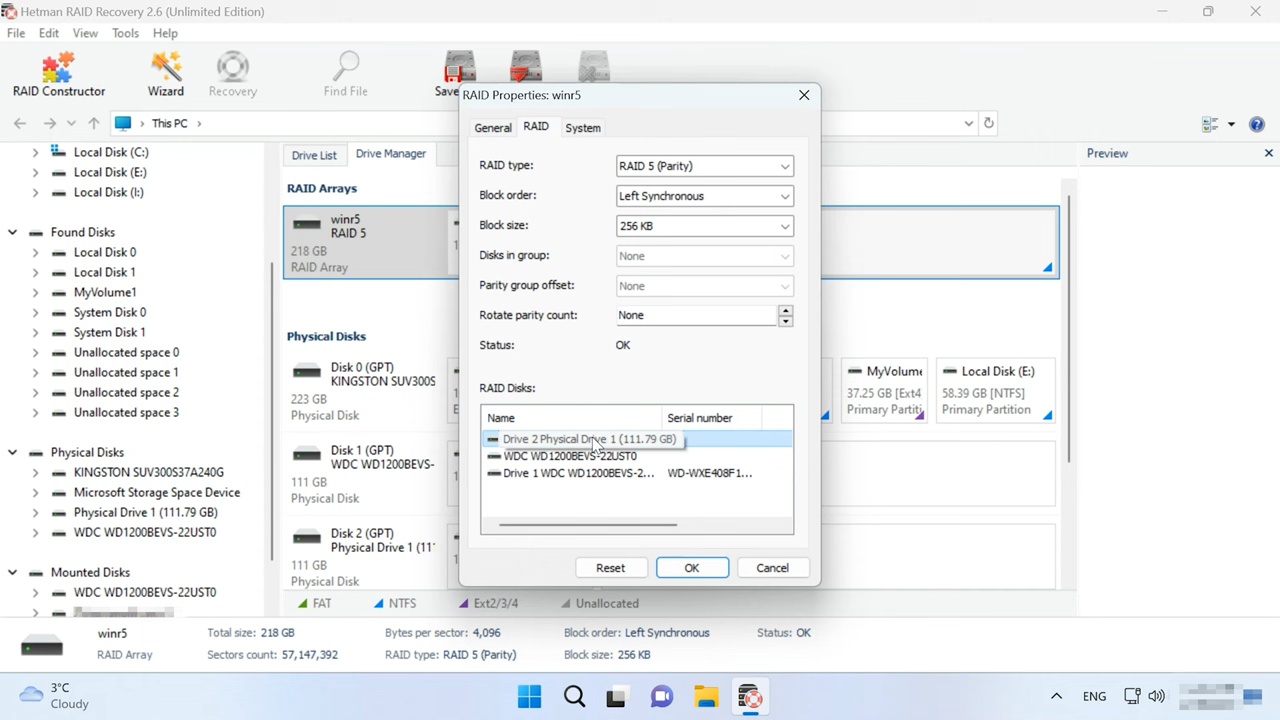 Hetman RAID Recovery 2.6 (Unlimited Edition)
File Edit View Tools Help
RAID Constructor Wizard Recovery Find File Save
This PC
Local Disk (C:)
Local Disk (E:)
Local Disk (I:)
Found Disks
Local Disk 0
Local Disk 1
MyVolume1
System Disk 0
System Disk 1
Unallocated space 0
Unallocated space 1
Unallocated space 2
Unallocated space 3
Physical Disks
KINGSTON SUV300S37A240G
Microsoft Storage Space Device
Physical Drive 1 (111.79 GB)
WDC WD1200BEVS-22UST0
Mounted Disks
WDC WD1200BEVS-22UST0
Drive List Drive Manager
RAID Arrays
winr5
RAID 5
218 GB
RAID Array
Physical Disks
Disk 0 (GPT)
KINGSTON SUV300S
223 GB
Physical Disk
Disk 1 (GPT)
WDC WD1200BEVS-
111 GB
Physical Disk
Disk 2 (GPT)
Physical Drive 1 (11
111 GB
Physical Disk
MyVolume
37.25 GB [Ext4
Primary Partiti
Local Disk (E:)
58.39 GB [NTFS]
Primary Partition
FAT NTFS Ext2/3/4 Unallocated
Preview
RAID Properties: winr5
General RAID System
RAID type: RAID 5 (Parity)
Block order: Left Synchronous
Block size: 256 KB
Disks in group: None
Parity group offset: None
Rotate parity count: None
Status: OK
RAID Disks:
Name Serial number
Drive 2 Physical Drive 1 (111.79 GB)
WDC WD1200BEVS-22UST0
Drive 1 WDC WD1200BEVS-2... WD-WXE408F1...
Reset OK Cancel
winr5
RAID Array
Total size: 218 GB
Sectors count: 57,147,392
Bytes per sector: 4,096
RAID type: RAID 5 (Parity)
Block order: Left Synchronous
Block size: 256 KB
Status: OK
3°C
Cloudy
ENG